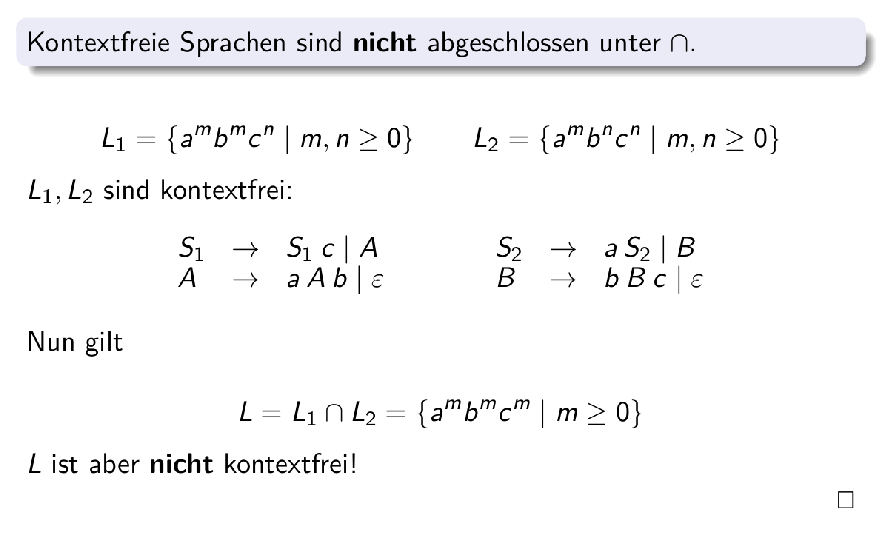 Kontextfreie Sprachen sind nicht abgeschlossen unter ∩.
L₁ = {aᵐbᵐcⁿ | m, n ≥ 0} L₂ = {aᵐbⁿcⁿ | m, n ≥ 0}
L₁, L₂ sind kontextfrei:
S₁ → S₁ c | A S₂ → a S₂ | B
A → a A b | ε B → b B c | ε
Nun gilt
L = L₁ ∩ L₂ = {aᵐbᵐcᵐ | m ≥ 0}
L ist aber nicht kontextfrei!
□